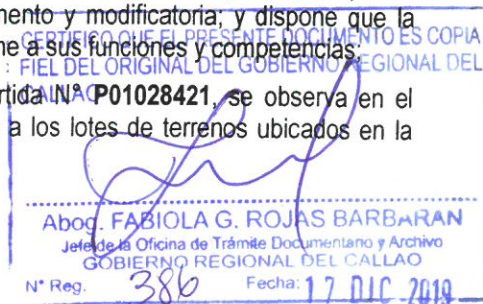 mento y modificatoria; y dispone que la
CERTIFICO QUE EL PRESENTE DOCUMENTO ES COPIA
me a sus funciones y competencias;
FIEL DEL ORIGINAL DEL GOBIERNO REGIONAL DEL
CALLAO
rtida N° P01028421, se observa en el
a los lotes de terrenos ubicados en la
Abog. FABIOLA G. ROJAS BARBARAN
Jefe de la Oficina de Trámite Documentario y Archivo
GOBIERNO REGIONAL DEL CALLAO
N° Reg. 386 Fecha: 17 DIC 2019